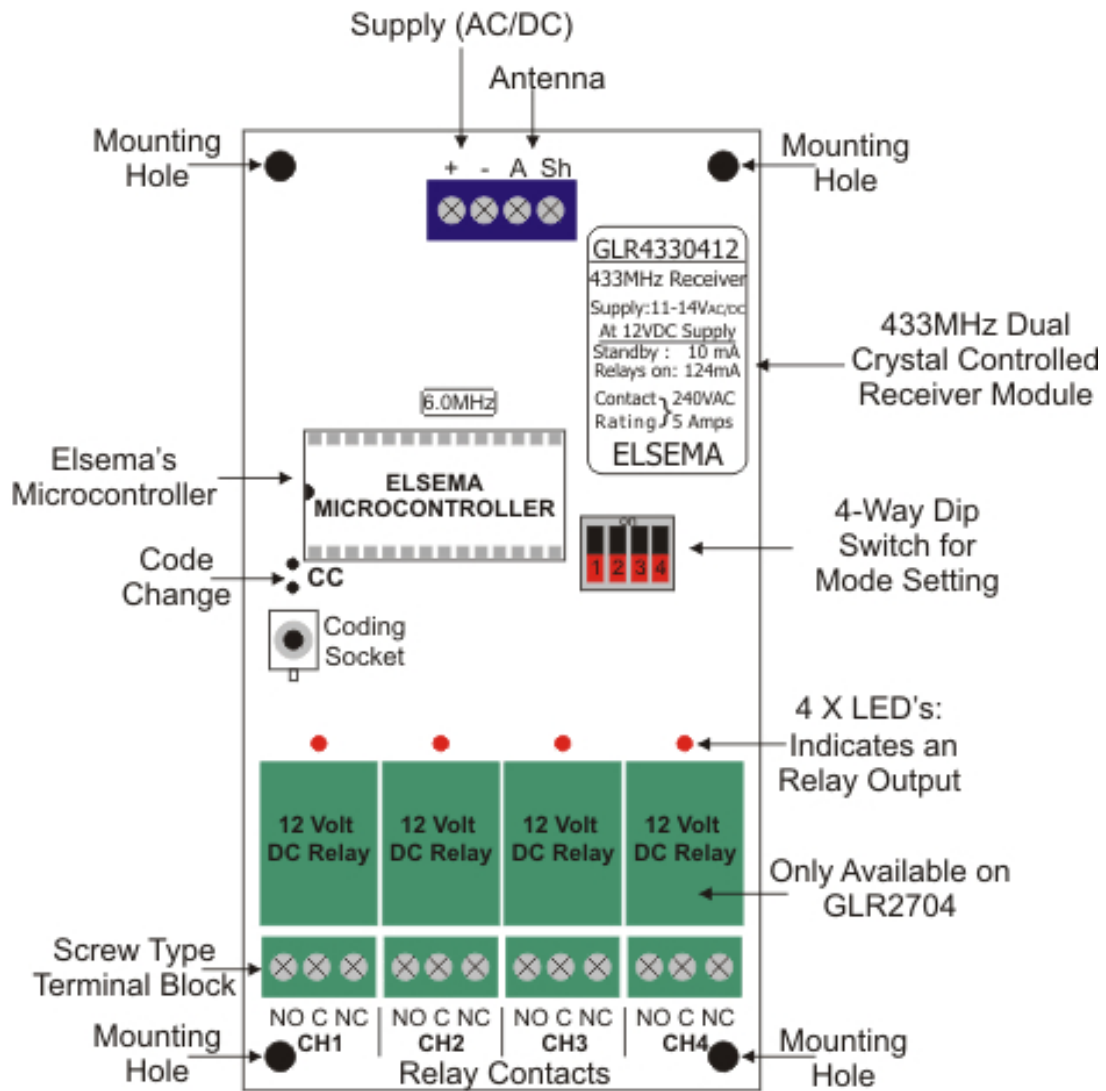 Supply (AC/DC)
Antenna
Mounting
Hole
Mounting
Hole
+ - A Sh
GLR4330412
433MHz Receiver
Supply:11-14VAC/DC
At 12VDC Supply
Standby : 10 mA
Relays on: 124mA
Contact } 240VAC
Rating } 5 Amps
ELSEMA
433MHz Dual
Crystal Controlled
Receiver Module
6.0MHz
Elsema's
Microcontroller
ELSEMA
MICROCONTROLLER
on
1 2 3 4
4-Way Dip
Switch for
Mode Setting
Code
Change
CC
Coding
Socket
4 X LED's:
Indicates an
Relay Output
12 Volt
DC Relay
12 Volt
DC Relay
12 Volt
DC Relay
12 Volt
DC Relay
Only Available on
GLR2704
Screw Type
Terminal Block
NO C NC
CH1
NO C NC
CH2
NO C NC
CH3
NO C NC
CH4
Mounting
Hole
Relay Contacts
Mounting
Hole